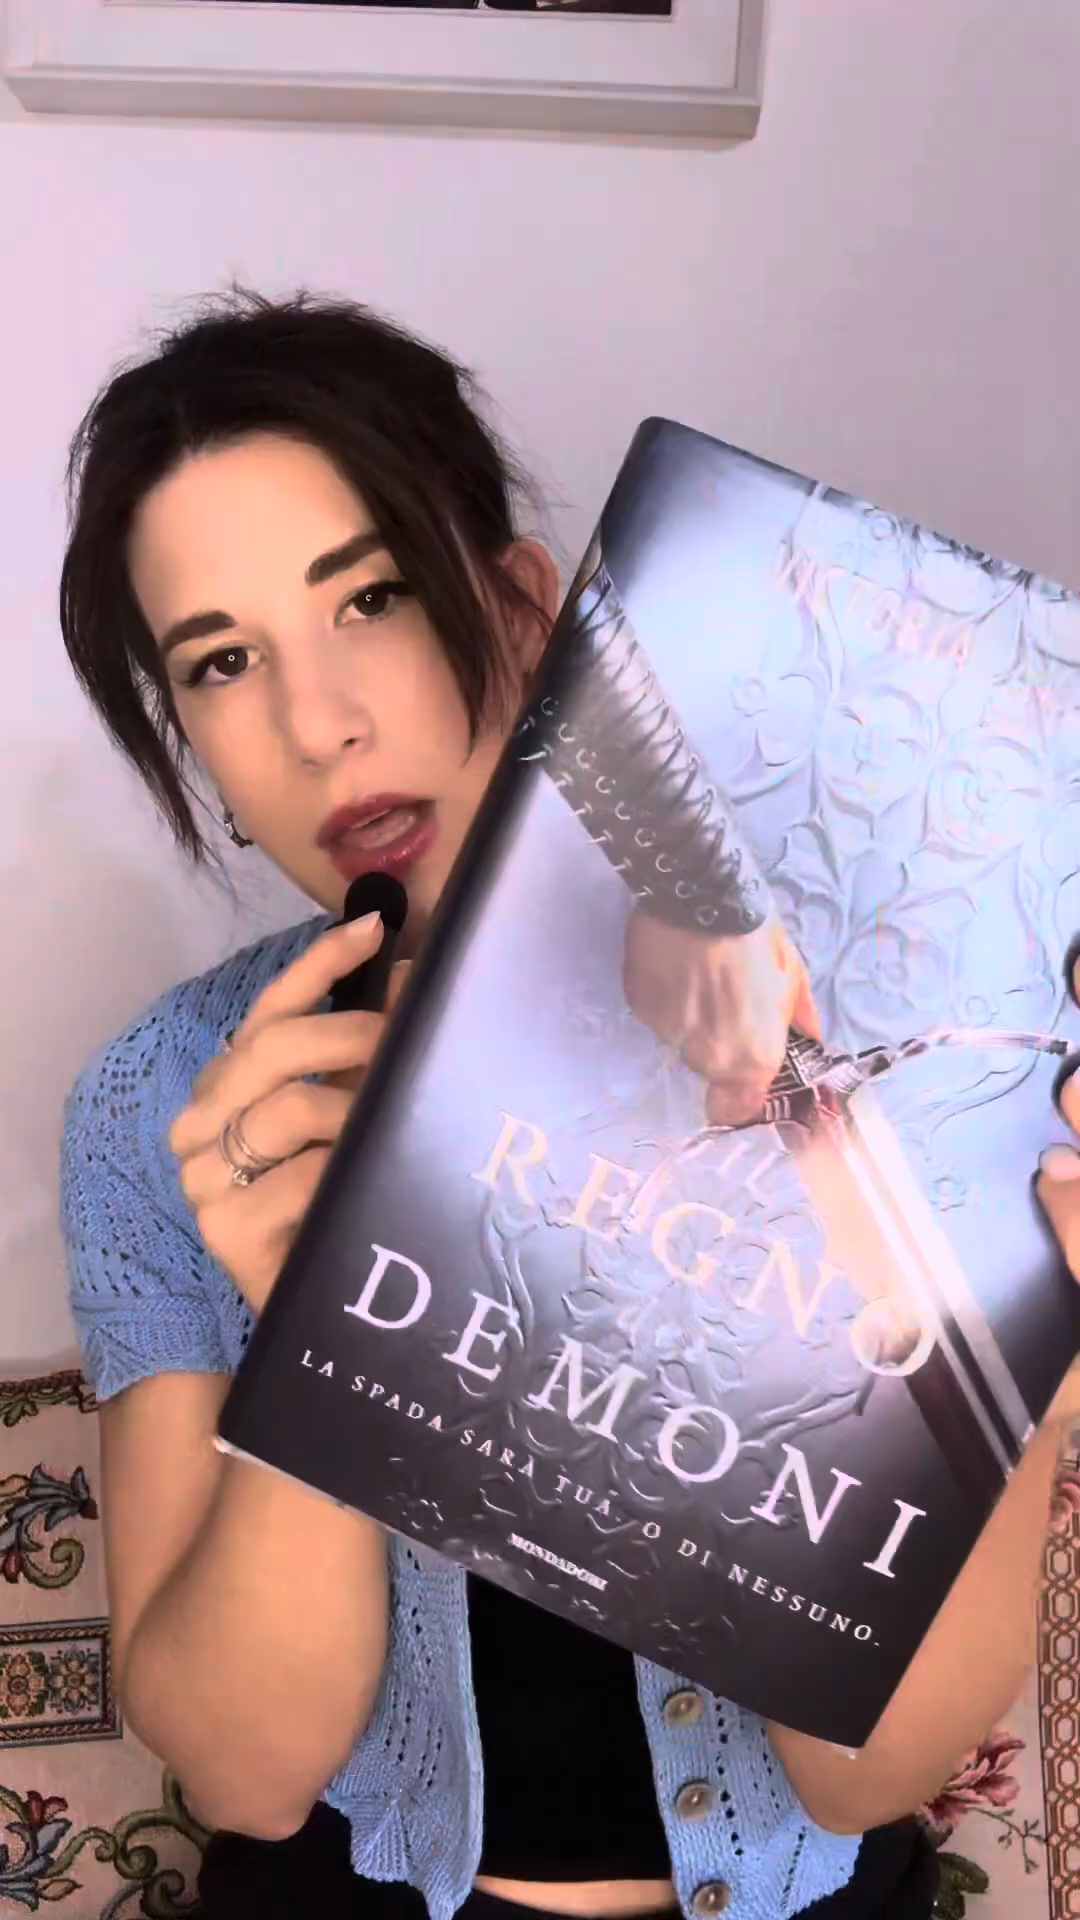 VICTORIA
IL
REGNO
DEMONI
LA SPADA SARÀ TUA. O DI NESSUNO.
MONDADORI